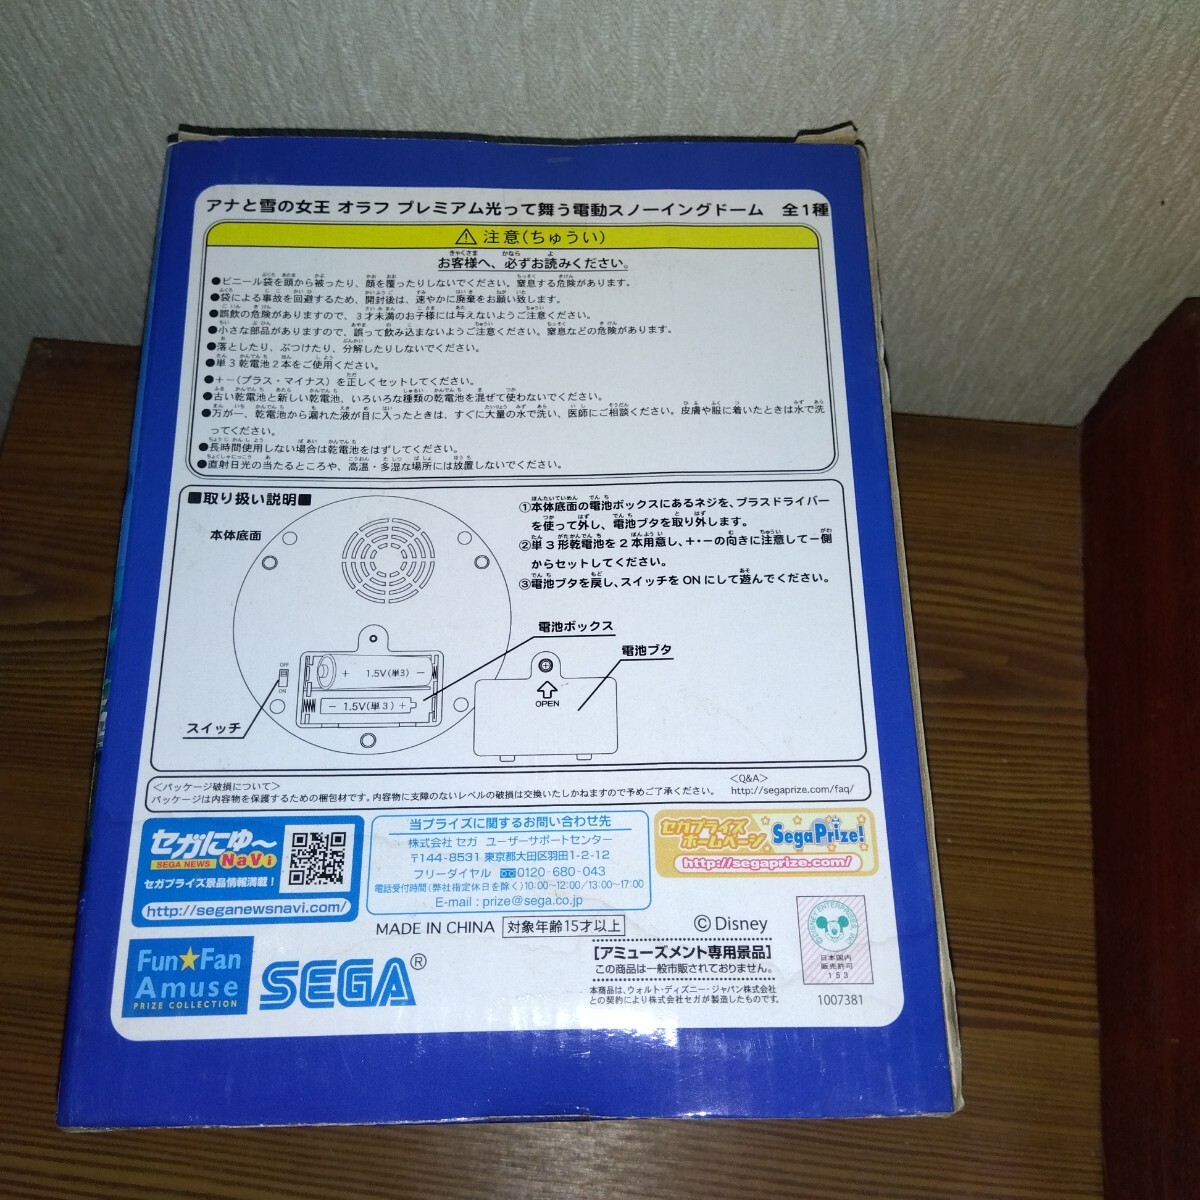 アナと雪の女王 オラフ プレミアム光って舞う電動スノーイングドーム 全1種
⚠ 注意(ちゅうい)
お客様へ、必ずお読みください。
●ビニール袋を頭から被ったり、顔を覆ったりしないでください。窒息する危険があります。
●袋による事故を回避するため、開封後は、速やかに廃棄をお願い致します。
●誤飲の危険がありますので、3才未満のお子様には与えないようご注意ください。
●小さな部品がありますので、誤って飲み込まないようご注意ください。窒息などの危険があります。
●落としたり、ぶつけたり、分解したりしないでください。
●単3乾電池2本をご使用ください。
●+−(プラス・マイナス)を正しくセットしてください。
●古い乾電池と新しい乾電池、いろいろな種類の乾電池を混ぜて使わないでください。
●万が一、乾電池から漏れた液が目に入ったときは、すぐに大量の水で洗い、医師にご相談ください。皮膚や服に着いたときは水で洗
ってください。
●長時間使用しない場合は乾電池をはずしてください。
●直射日光の当たるところや、高温・多湿な場所には放置しないでください。
■取り扱い説明■
本体底面
①本体底面の電池ボックスにあるネジを、プラスドライバー
を使って外し、電池ブタを取り外します。
②単3形乾電池を2本用意し、+・−の向きに注意して−側
からセットしてください。
③電池ブタを戻し、スイッチをONにして遊んでください。
電池ボックス
電池ブタ
OFF
ON
+ 1.5V(単3) −
− 1.5V(単3) +
OPEN
スイッチ
<パッケージ破損について>
パッケージは内容物を保護するための梱包材です。内容物に支障のないレベルの破損は交換いたしかねますので予めご了承ください。
<Q&A>
http://segaprize.com/faq/
セガにゅ〜
SEGA NEWS NaVi
セガプライズ景品情報満載!
http://seganewsnavi.com/
当プライズに関するお問い合わせ先
株式会社 セガ ユーザーサポートセンター
〒144-8531 東京都大田区羽田1-2-12
フリーダイヤル 0120-680-043
電話受付時間(弊社指定休日を除く)10:00〜12:00/13:00〜17:00
E-mail : prize@sega.co.jp
セガプライズ
ホームページ
SegaPrize!
http://segaprize.com/
MADE IN CHINA 対象年齢15才以上
© Disney
Fun★Fan
Amuse
PRIZE COLLECTION
SEGA®
[アミューズメント専用景品]
この商品は一般市販されておりません。
本商品は、ウォルト・ディズニー・ジャパン株式会社
との契約により株式会社セガが製造したものです。
DISNEY ENTERPRISES, INC.
日本国内
販売許可
153
1007381